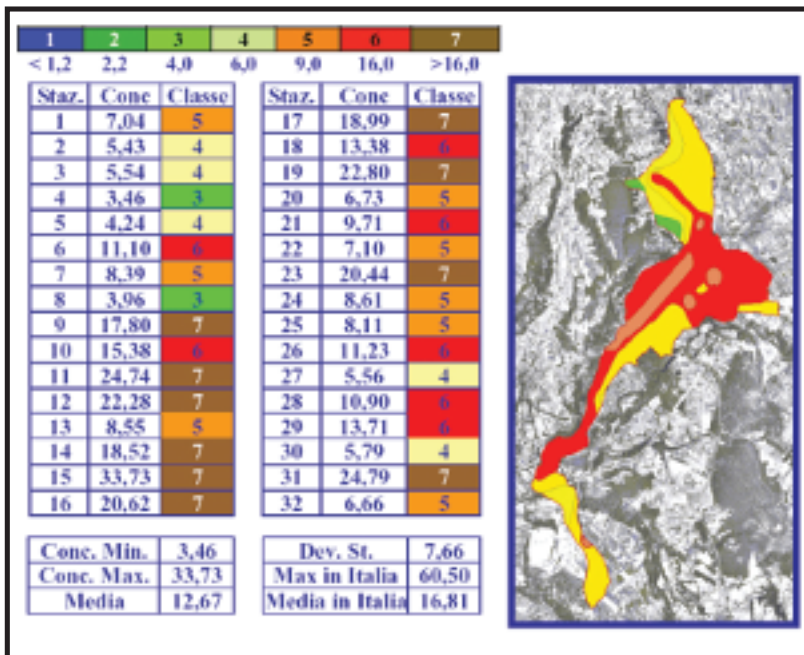 1 2 3 4 5 6 7
< 1,2 2,2 4,0 6,0 9,0 16,0 >16,0
Staz. Conc Classe
1 7,04 5
2 5,43 4
3 5,54 4
4 3,46 3
5 4,24 4
6 11,10 6
7 8,39 5
8 3,96 3
9 17,80 7
10 15,38 6
11 24,74 7
12 22,28 7
13 8,55 5
14 18,52 7
15 33,73 7
16 20,62 7
Conc. Min. 3,46
Conc. Max. 33,73
Media 12,67
Staz. Conc Classe
17 18,99 7
18 13,38 6
19 22,80 7
20 6,73 5
21 9,71 6
22 7,10 5
23 20,44 7
24 8,61 5
25 8,11 5
26 11,23 6
27 5,56 4
28 10,90 6
29 13,71 6
30 5,79 4
31 24,79 7
32 6,66 5
Dev. St. 7,66
Max in Italia 60,50
Media in Italia 16,81